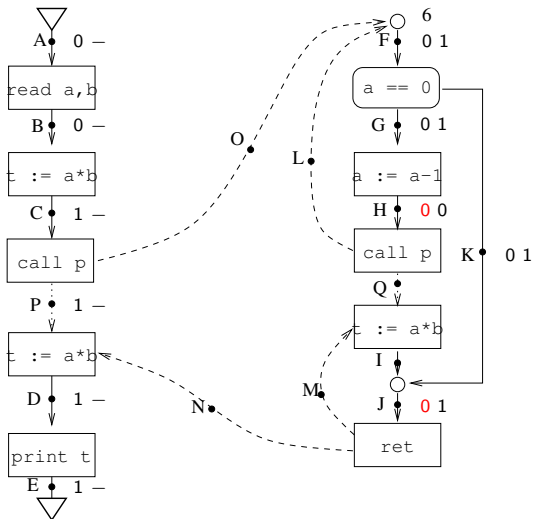 6
A 0 –
F 0 1
read a,b
a == 0
B 0 –
G 0 1
O
L
t := a*b
a := a-1
C 1 –
H 0 0
call p
call p
K 0 1
P 1 –
Q
t := a*b
t := a*b
I
D 1 –
M
N
J 0 1
print t
ret
E 1 –